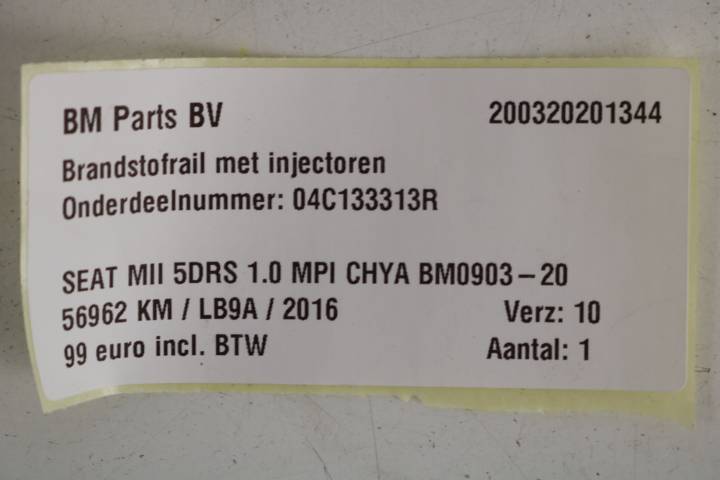 BM Parts BV 200320201344
Brandstofrail met injectoren
Onderdeelnummer: 04C133313R
SEAT MII 5DRS 1.0 MPI CHYA BM0903-20
56962 KM / LB9A / 2016 Verz: 10
99 euro incl. BTW Aantal: 1